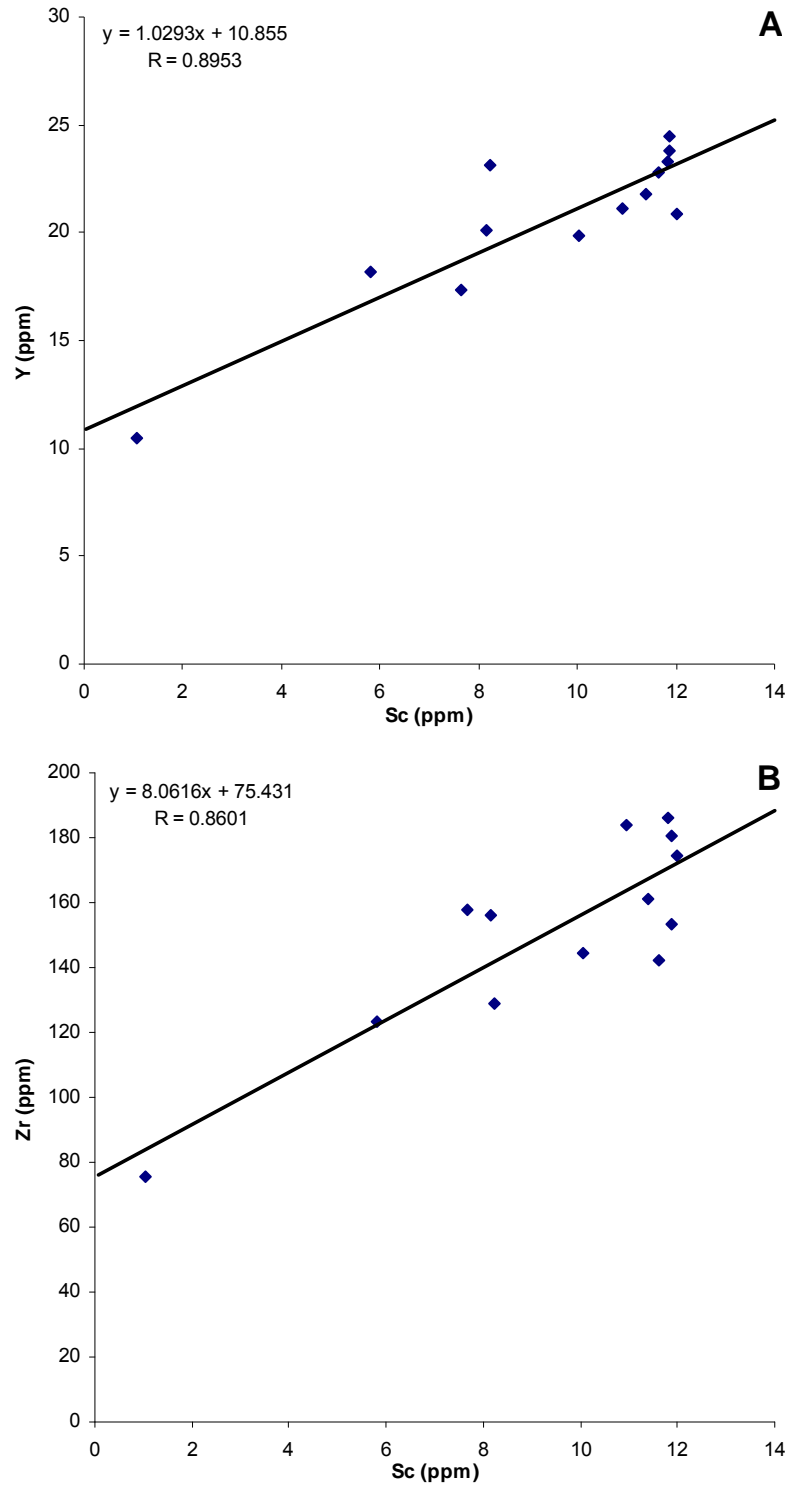 A
y = 1.0293x + 10.855
R = 0.8953
30
25
20
15
10
5
0
Y (ppm)
0 2 4 6 8 10 12 14
Sc (ppm)
B
y = 8.0616x + 75.431
R = 0.8601
200
180
160
140
120
100
80
60
40
20
0
Zr (ppm)
0 2 4 6 8 10 12 14
Sc (ppm)